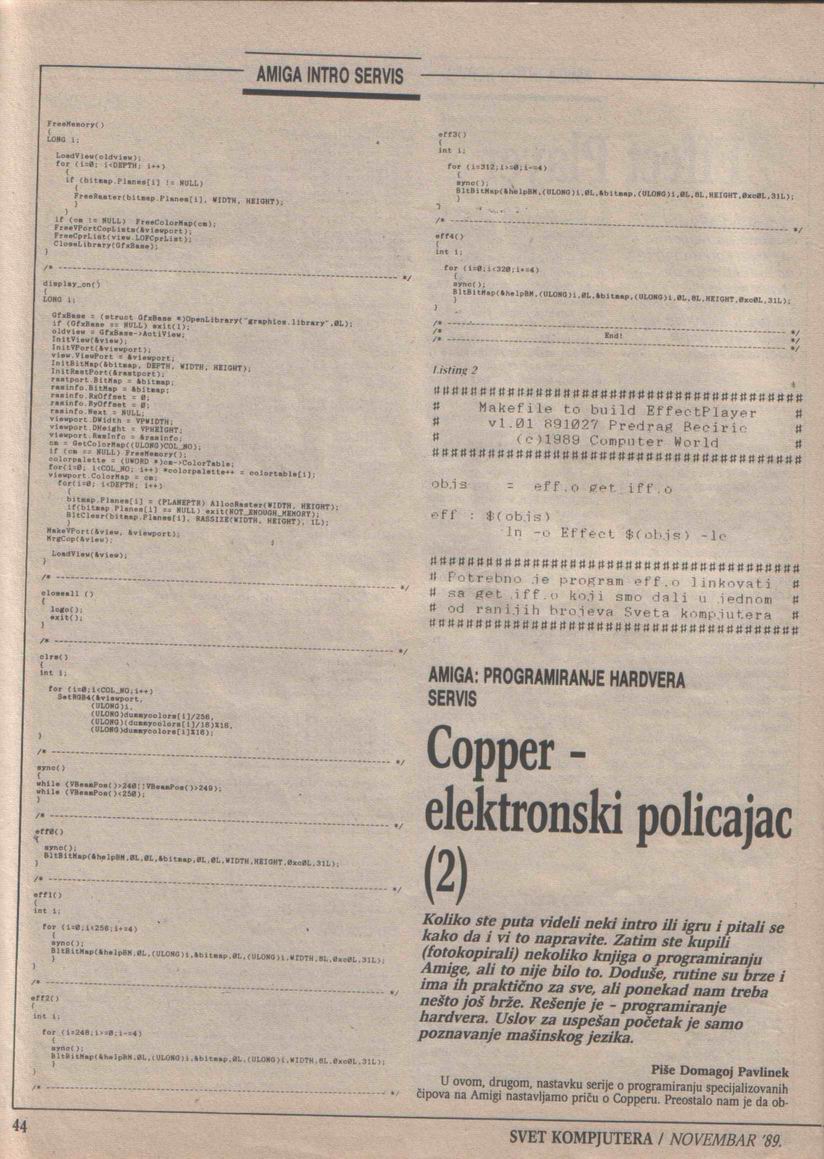 AMIGA INTRO SERVIS
FreeMemory()
{
LONG i;
LoadView(oldview);
for (i=0; i<DEPTH; i++)
{
if (bitmap.Planes[i] != NULL)
{
FreeRaster(bitmap.Planes[i], WIDTH, HEIGHT);
}
}
if (cm != NULL) FreeColorMap(cm);
FreeVPortCopLists(&viewport);
FreeCprList(view.LOFCprList);
CloseLibrary(GfxBase);
}
/* ---------------------------------------- */
display_on()
{
LONG i;
GfxBase = (struct GfxBase *)OpenLibrary("graphics.library",0L);
if (GfxBase == NULL) exit(1);
oldview = GfxBase->ActiView;
InitView(&view);
InitVPort(&viewport);
view.ViewPort = &viewport;
InitBitMap(&bitmap, DEPTH, WIDTH, HEIGHT);
InitRastPort(&rastport);
rastport.BitMap = &bitmap;
rasinfo.BitMap = &bitmap;
rasinfo.RxOffset = 0;
rasinfo.RyOffset = 0;
rasinfo.Next = NULL;
viewport.DWidth = VPWIDTH;
viewport.DHeight = VPHEIGHT;
viewport.RasInfo = &rasinfo;
cm = GetColorMap((ULONG)COL_NO);
if (cm == NULL) FreeMemory();
colorpalette = (UWORD *)cm->ColorTable;
for(i=0; i<COL_NO; i++) *colorpalette++ = colortable[i];
viewport.ColorMap = cm;
for(i=0; i<DEPTH; i++)
{
bitmap.Planes[i] = (PLANEPTR) AllocRaster(WIDTH, HEIGHT);
if(bitmap.Planes[i] == NULL) exit(NOT_ENOUGH_MEMORY);
BltClear(bitmap.Planes[i], RASSIZE(WIDTH, HEIGHT), 1L);
}
MakeVPort(&view, &viewport);
MrgCop(&view);
LoadView(&view);
}
/* ---------------------------------------- */
closeall ()
{
logo();
exit();
}
/* ---------------------------------------- */
clrs()
{
int i;
for (i=0;i<COL_NO;i++)
SetRGB4(&viewport,
(ULONG)i,
(ULONG)dummycolors[i]/256,
(ULONG)(dummycolors[i]/16)%16,
(ULONG)dummycolors[i]%16);
}
/* ---------------------------------------- */
sync()
{
while (VBeamPos()>240||VBeamPos()>249);
while (VBeamPos()<250);
}
/* ---------------------------------------- */
eff0()
{
sync();
BltBitMap(&helpBM,0L,0L,&bitmap,0L,0L,WIDTH,HEIGHT,0xc0L,31L);
}
/* ---------------------------------------- */
eff1()
{
int i;
for (i=0;i<256;i+=4)
{
sync();
BltBitMap(&helpBM,0L,(ULONG)i,&bitmap,0L,(ULONG)i,WIDTH,8L,0xc0L,31L);
}
}
/* ---------------------------------------- */
eff2()
{
int i;
for (i=248;i>=0;i-=4)
{
sync();
BltBitMap(&helpBM,0L,(ULONG)i,&bitmap,0L,(ULONG)i,WIDTH,8L,0xc0L,31L);
}
}
/* ---------------------------------------- */
eff3()
{
int i;
for (i=312;i>=0;i-=4)
{
sync();
BltBitMap(&helpBM,(ULONG)i,0L,&bitmap,(ULONG)i,0L,8L,HEIGHT,0xc0L,31L);
}
}
/* ---------------------------------------- */
eff4()
{
int i;
for (i=0;i<320;i+=4)
{
sync();
BltBitMap(&helpBM,(ULONG)i,0L,&bitmap,(ULONG)i,0L,8L,HEIGHT,0xc0L,31L);
}
}
/* ---------------------------------------- */
/* End! */
/* ---------------------------------------- */
Listing 2
########################################
# Makefile to build EffectPlayer #
# v1.01 891027 Predrag Beciric #
# (c)1989 Computer World #
########################################
objs = eff.o get_iff.o
eff : $(objs)
ln -o Effect $(objs) -lc
########################################
# Potrebno je program eff.o linkovati #
# sa get_iff.o koji smo dali u jednom #
# od ranijih brojeva Sveta kompjutera #
########################################
AMIGA: PROGRAMIRANJE HARDVERA
SERVIS
Copper -
elektronski policajac
(2)
Koliko ste puta videli neki intro ili igru i pitali se
kako da i vi to napravite. Zatim ste kupili
(fotokopirali) nekoliko knjiga o programiranju
Amige, ali to nije bilo to. Doduše, rutine su brze i
ima ih praktično za sve, ali ponekad nam treba
nešto još brže. Rešenje je - programiranje
hardvera. Uslov za uspešan početak je samo
poznavanje mašinskog jezika.
Piše Domagoj Pavlinek
U ovom, drugom, nastavku serije o programiranju specijalizovanih
čipova na Amigi nastavljamo priču o Copperu. Preostalo nam je da ob-
44
SVET KOMPJUTERA / NOVEMBAR '89.